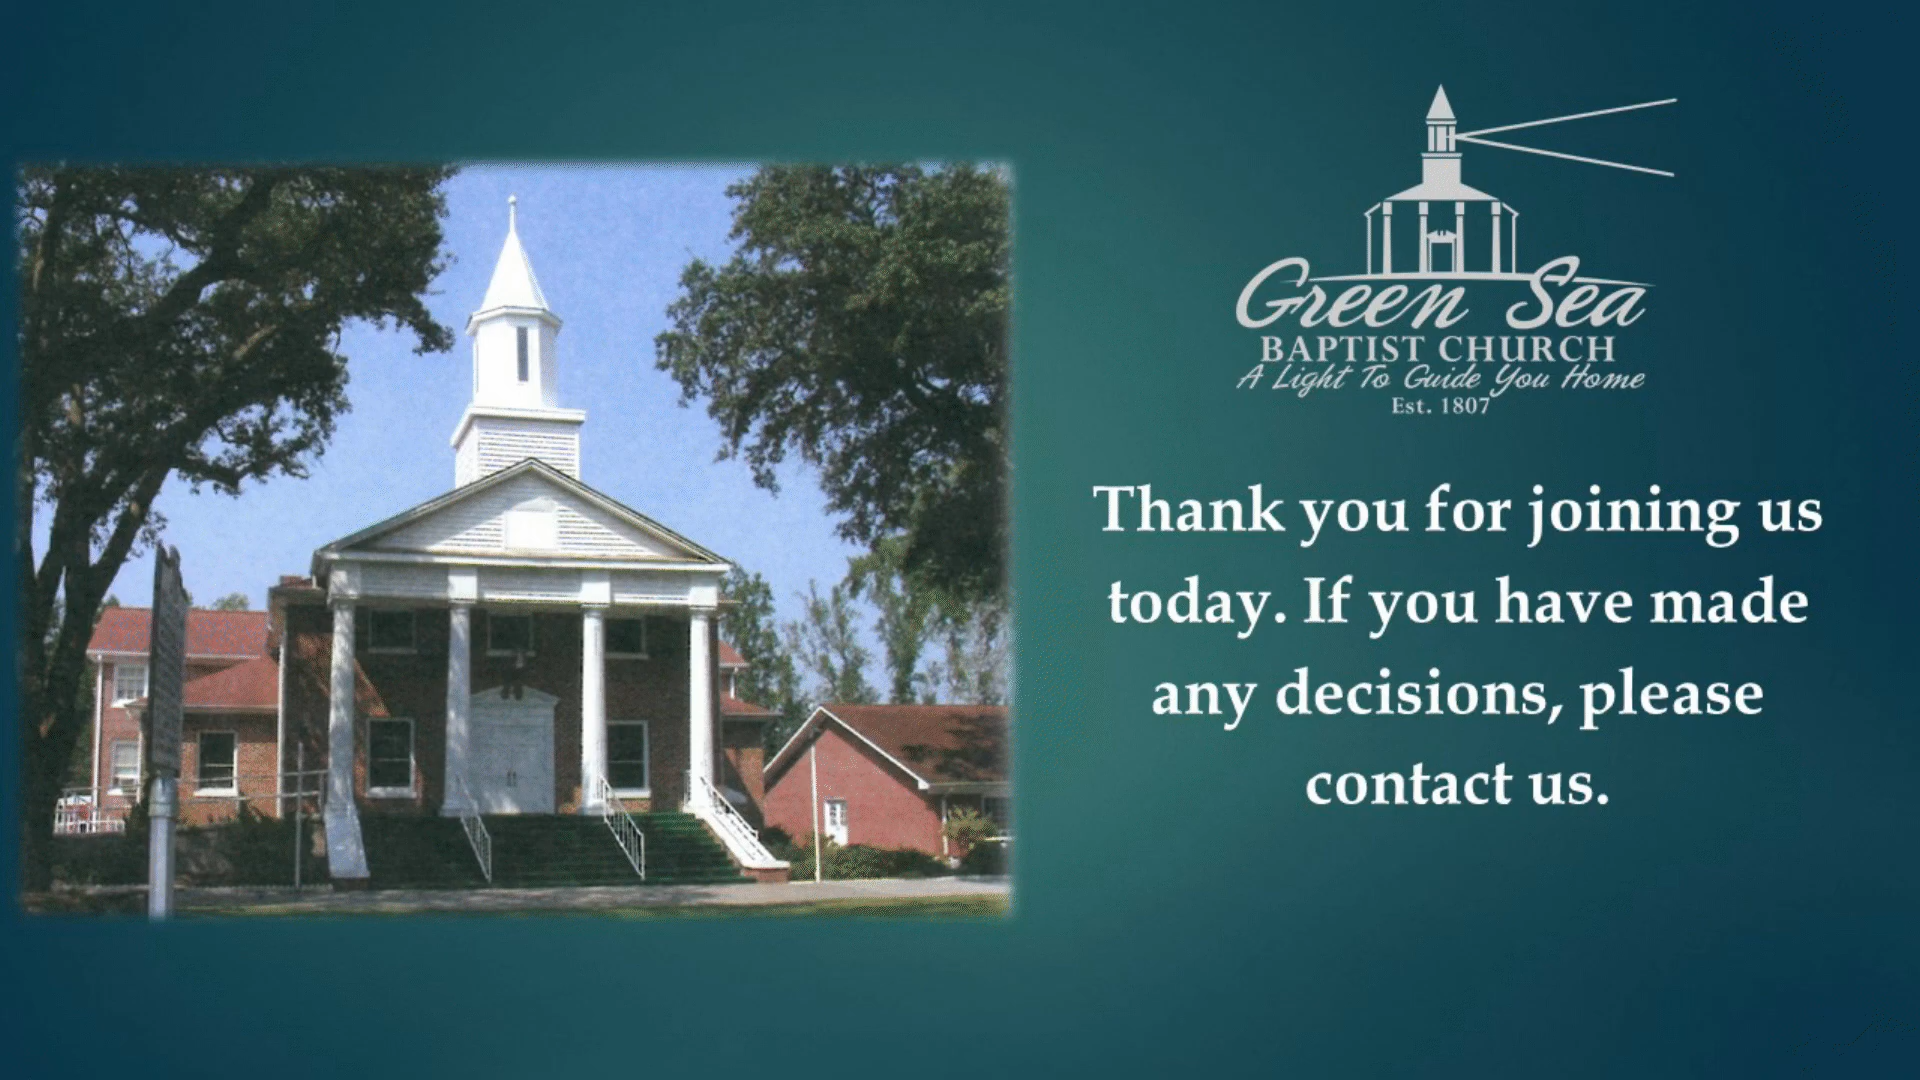 Green Sea
BAPTIST CHURCH
A Light To Guide You Home
Est. 1807
Thank you for joining us
today. If you have made
any decisions, please
contact us.